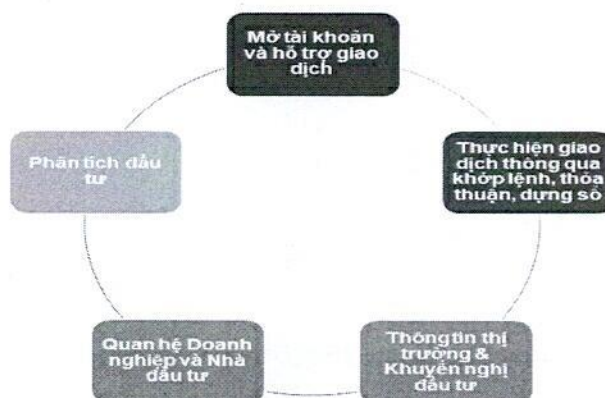 Mở tài khoản
và hỗ trợ giao
dịch
Thực hiện giao
dịch thông qua
khớp lệnh, thỏa
thuận, dựng sổ
Thông tin thị
trường &
Khuyến nghị
đầu tư
Quan hệ Doanh
nghiệp và Nhà
đầu tư
Phân tích đầu
tư